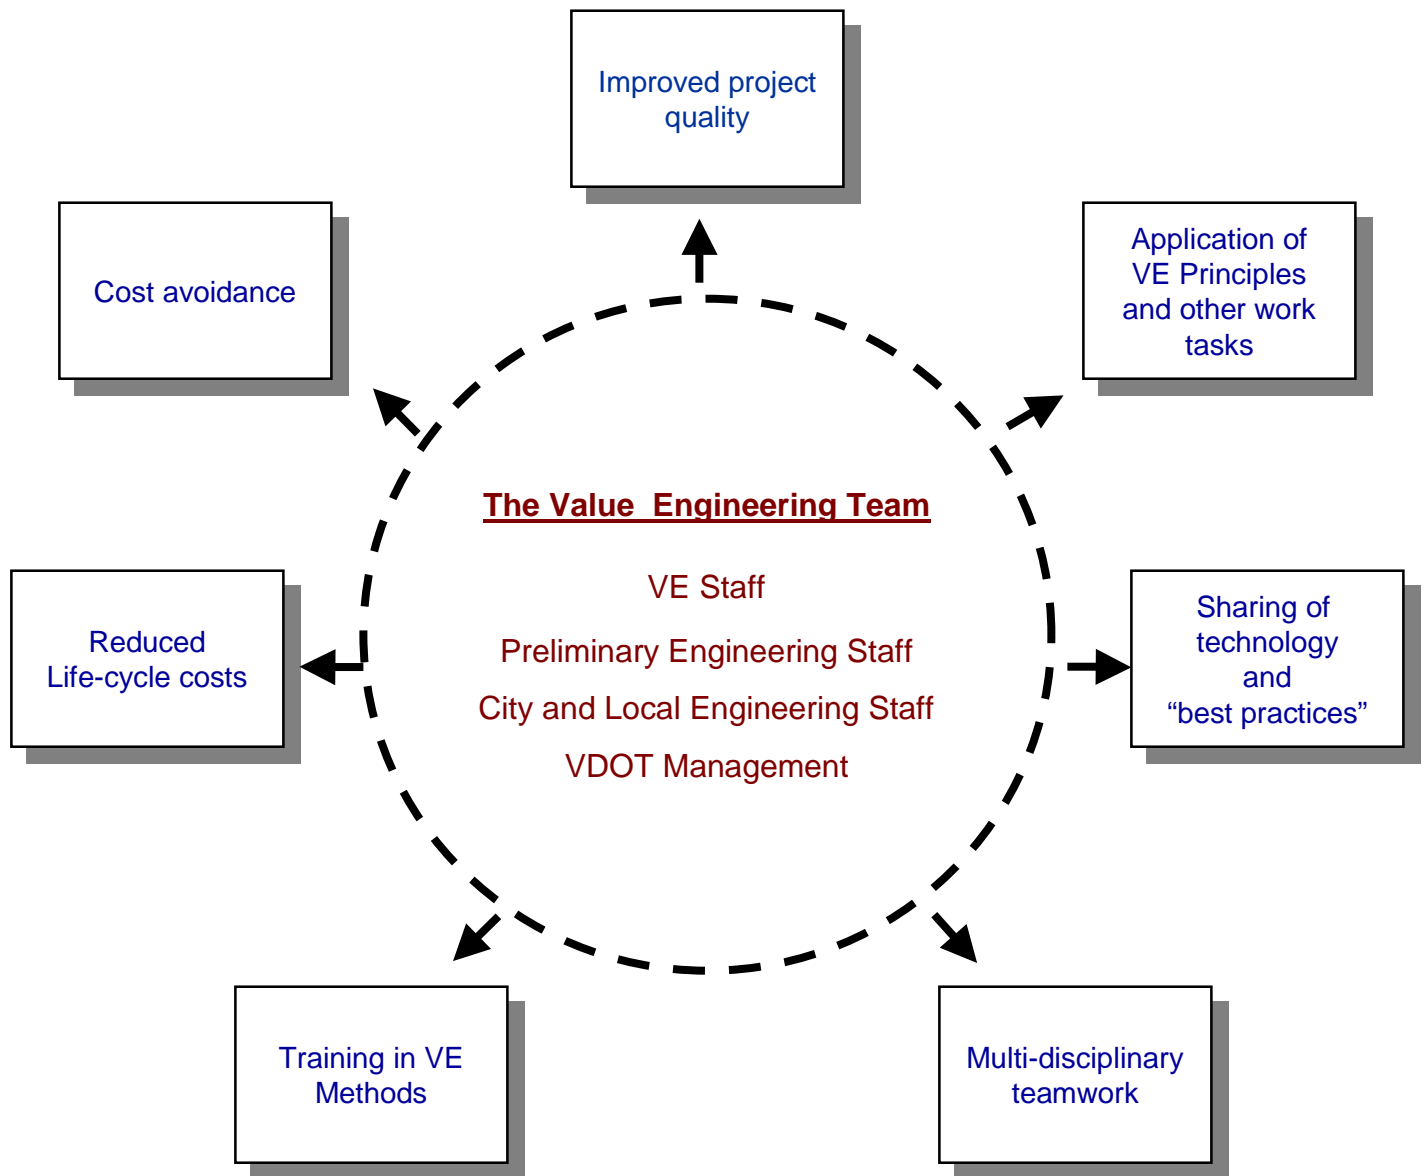 Improved project
quality
Cost avoidance
Application of
VE Principles
and other work
tasks
The Value  Engineering Team
VE Staff
Preliminary Engineering Staff
City and Local Engineering Staff
VDOT Management
Reduced
Life-cycle costs
Sharing of
technology
and
“best practices”
Training in VE
Methods
Multi-disciplinary
teamwork